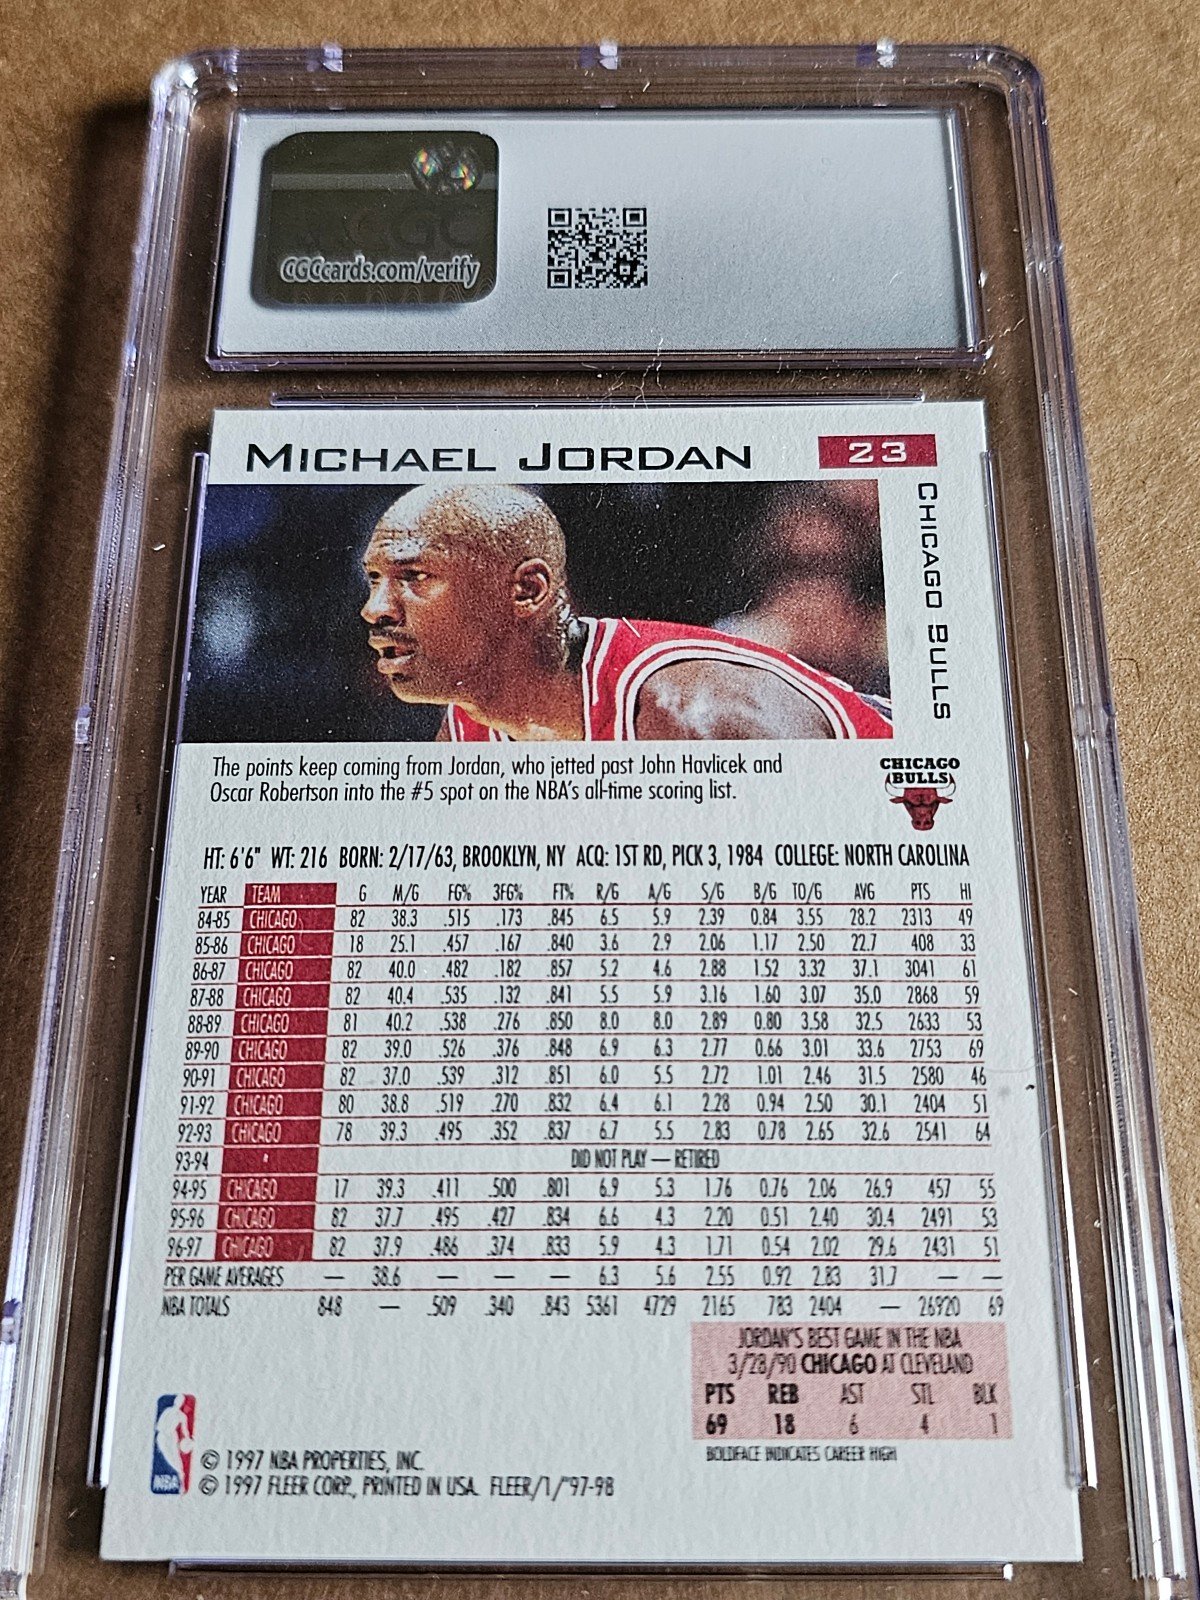 CGC
CGCcards.com/verify
MICHAEL JORDAN
23
CHICAGO BULLS
The points keep coming from Jordan, who jetted past John Havlicek and
Oscar Robertson into the #5 spot on the NBA's all-time scoring list.
CHICAGO
BULLS
HT: 6'6" WT: 216 BORN: 2/17/63, BROOKLYN, NY ACQ: 1ST RD, PICK 3, 1984 COLLEGE: NORTH CAROLINA
YEAR TEAM G M/G FG% 3FG% FT% R/G A/G S/G B/G TO/G AVG PTS HI
84-85 CHICAGO 82 38.3 .515 .173 .845 6.5 5.9 2.39 0.84 3.55 28.2 2313 49
85-86 CHICAGO 18 25.1 .457 .167 .840 3.6 2.9 2.06 1.17 2.50 22.7 408 33
86-87 CHICAGO 82 40.0 .482 .182 .857 5.2 4.6 2.88 1.52 3.32 37.1 3041 61
87-88 CHICAGO 82 40.4 .535 .132 .841 5.5 5.9 3.16 1.60 3.07 35.0 2868 59
88-89 CHICAGO 81 40.2 .538 .276 .850 8.0 8.0 2.89 0.80 3.58 32.5 2633 53
89-90 CHICAGO 82 39.0 .526 .376 .848 6.9 6.3 2.77 0.66 3.01 33.6 2753 69
90-91 CHICAGO 82 37.0 .539 .312 .851 6.0 5.5 2.72 1.01 2.46 31.5 2580 46
91-92 CHICAGO 80 38.8 .519 .270 .832 6.4 6.1 2.28 0.94 2.50 30.1 2404 51
92-93 CHICAGO 78 39.3 .495 .352 .837 6.7 5.5 2.83 0.78 2.65 32.6 2541 64
93-94 * DID NOT PLAY — RETIRED
94-95 CHICAGO 17 39.3 .411 .500 .801 6.9 5.3 1.76 0.76 2.06 26.9 457 55
95-96 CHICAGO 82 37.7 .495 .427 .834 6.6 4.3 2.20 0.51 2.40 30.4 2491 53
96-97 CHICAGO 82 37.9 .486 .374 .833 5.9 4.3 1.71 0.54 2.02 29.6 2431 51
PER GAME AVERAGES — 38.6 — — — 6.3 5.6 2.55 0.92 2.83 31.7 — —
NBA TOTALS 848 — .509 .340 .843 5361 4729 2165 783 2404 — 26920 69
JORDAN'S BEST GAME IN THE NBA
3/28/90 CHICAGO AT CLEVELAND
PTS REB AST STL BLK
69 18 6 4 1
BOLDFACE INDICATES CAREER HIGH
NBA
© 1997 NBA PROPERTIES, INC.
© 1997 FLEER CORP., PRINTED IN USA. FLEER/1/"97-98